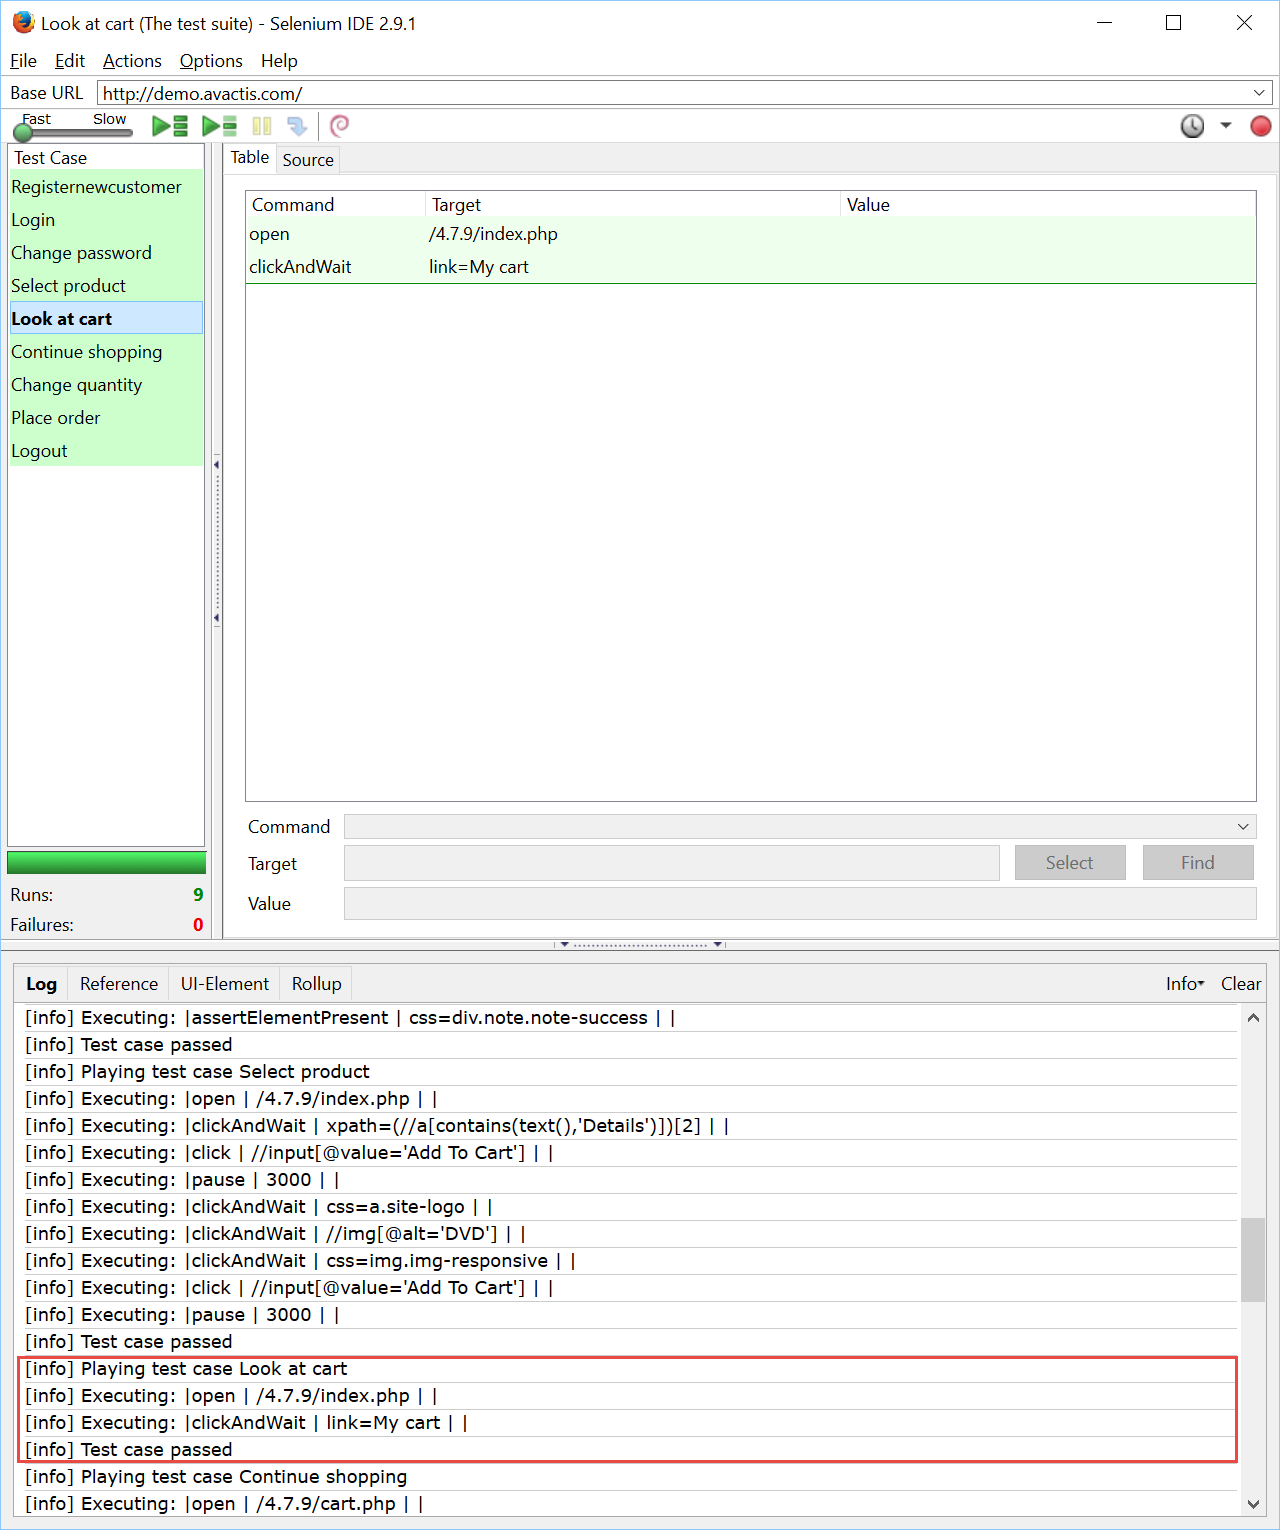 Look at cart (The test suite) - Selenium IDE 2.9.1
File Edit Actions Options Help
Base URL http://demo.avactis.com/
Fast Slow
Test Case
Registernewcustomer
Login
Change password
Select product
Look at cart
Continue shopping
Change quantity
Place order
Logout
Runs: 9
Failures: 0
Table Source
Command Target Value
open /4.7.9/index.php
clickAndWait link=My cart
Command
Target Select Find
Value
Log Reference UI-Element Rollup Info Clear
[info] Executing: |assertElementPresent | css=div.note.note-success | |
[info] Test case passed
[info] Playing test case Select product
[info] Executing: |open | /4.7.9/index.php | |
[info] Executing: |clickAndWait | xpath=(//a[contains(text(),'Details')])[2] | |
[info] Executing: |click | //input[@value='Add To Cart'] | |
[info] Executing: |pause | 3000 | |
[info] Executing: |clickAndWait | css=a.site-logo | |
[info] Executing: |clickAndWait | //img[@alt='DVD'] | |
[info] Executing: |clickAndWait | css=img.img-responsive | |
[info] Executing: |click | //input[@value='Add To Cart'] | |
[info] Executing: |pause | 3000 | |
[info] Test case passed
[info] Playing test case Look at cart
[info] Executing: |open | /4.7.9/index.php | |
[info] Executing: |clickAndWait | link=My cart | |
[info] Test case passed
[info] Playing test case Continue shopping
[info] Executing: |open | /4.7.9/cart.php | |